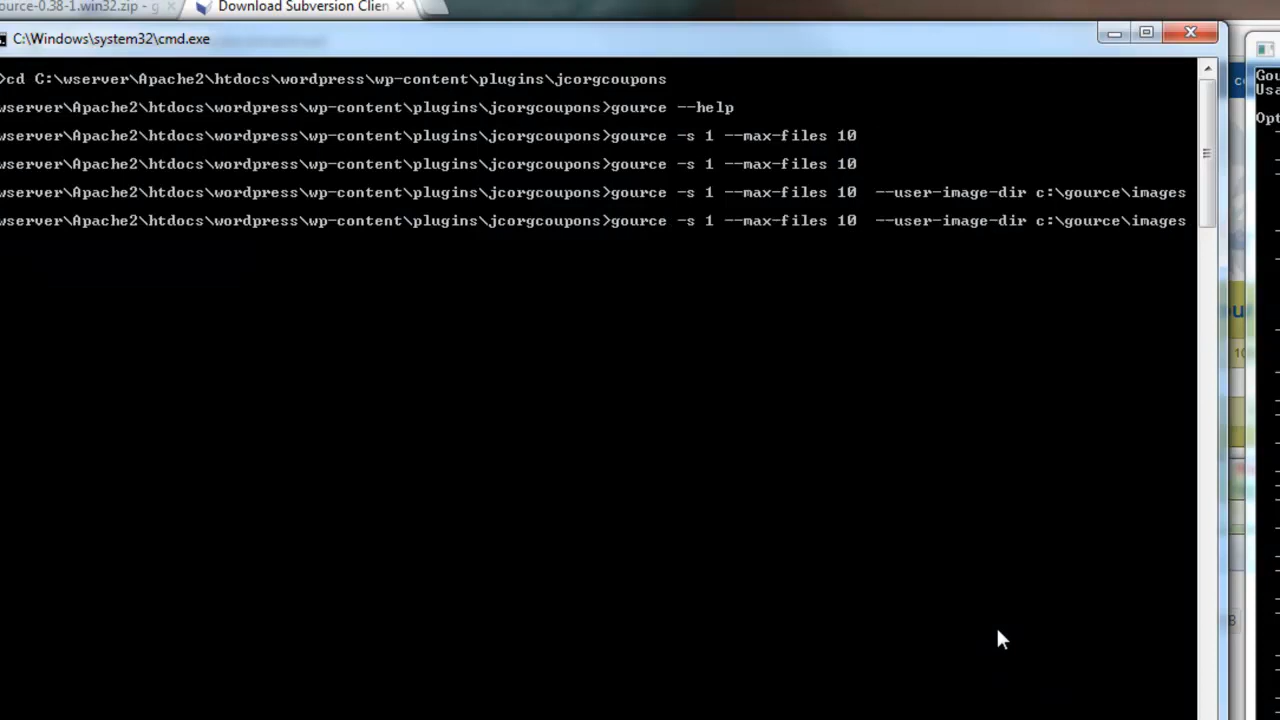 ource-0.38-1.win32.zip - g
Download Subversion Clien
C:\Windows\system32\cmd.exe
>cd C:\wserver\Apache2\htdocs\wordpress\wp-content\plugins\jcorgcoupons
wserver\Apache2\htdocs\wordpress\wp-content\plugins\jcorgcoupons>gource --help
wserver\Apache2\htdocs\wordpress\wp-content\plugins\jcorgcoupons>gource -s 1 --max-files 10
wserver\Apache2\htdocs\wordpress\wp-content\plugins\jcorgcoupons>gource -s 1 --max-files 10
wserver\Apache2\htdocs\wordpress\wp-content\plugins\jcorgcoupons>gource -s 1 --max-files 10  --user-image-dir c:\gource\images
wserver\Apache2\htdocs\wordpress\wp-content\plugins\jcorgcoupons>gource -s 1 --max-files 10  --user-image-dir c:\gource\images
Gou
Usa
Opt